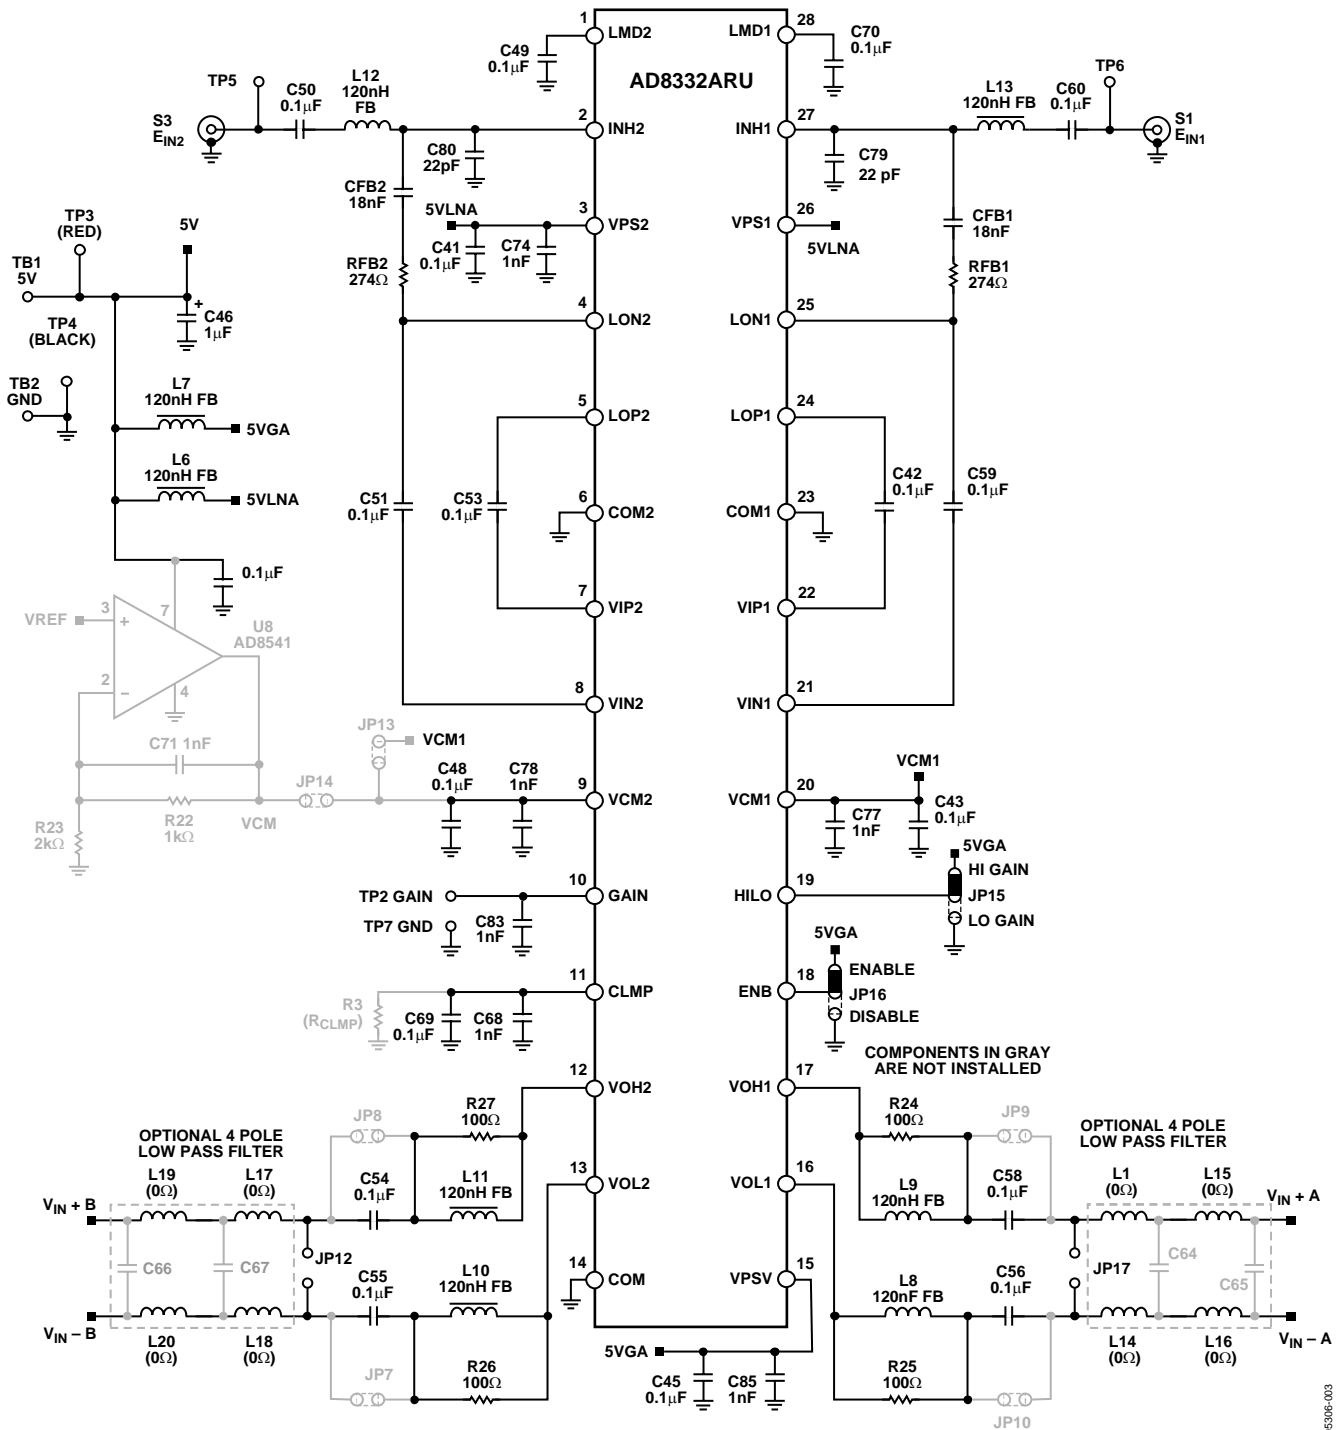 AD8332ARU
1
LMD2
LMD1
28
C49
0.1μF
C70
0.1μF
TP5
C50
0.1μF
L12
120nH
FB
S3
E_IN2
2
INH2
INH1
27
L13
120nH FB
C60
0.1μF
TP6
S1
E_IN1
C80
22pF
C79
22 pF
CFB2
18nF
CFB1
18nF
5VLNA
3
VPS2
VPS1
26
5VLNA
C41
0.1μF
C74
1nF
RFB2
274Ω
RFB1
274Ω
TP3
(RED)
5V
TB1
5V
TP4
(BLACK)
+
C46
1μF
4
LON2
LON1
25
TB2
GND
L7
120nH FB
5VGA
L6
120nH FB
5VLNA
5
LOP2
LOP1
24
C51
0.1μF
C53
0.1μF
6
COM2
COM1
23
C42
0.1μF
C59
0.1μF
0.1μF
7
VIP2
VIP1
22
VREF
3
+
7
U8
AD8541
2
–
4
8
VIN2
VIN1
21
C71 1nF
JP13
VCM1
JP14
R23
2kΩ
R22
1kΩ
VCM
C48
0.1μF
C78
1nF
9
VCM2
VCM1
20
VCM1
C77
1nF
C43
0.1μF
5VGA
HI GAIN
JP15
LO GAIN
TP2 GAIN
10
GAIN
HILO
19
TP7 GND
C83
1nF
5VGA
ENABLE
JP16
DISABLE
11
CLMP
ENB
18
R3
(R_CLMP)
C69
0.1μF
C68
1nF
COMPONENTS IN GRAY
ARE NOT INSTALLED
12
VOH2
VOH1
17
JP8
R27
100Ω
R24
100Ω
JP9
OPTIONAL 4 POLE
LOW PASS FILTER
OPTIONAL 4 POLE
LOW PASS FILTER
L19
(0Ω)
L17
(0Ω)
C54
0.1μF
L11
120nH FB
13
VOL2
VOL1
16
L9
120nH FB
C58
0.1μF
L1
(0Ω)
L15
(0Ω)
V_IN + B
V_IN + A
C66
C67
JP12
C55
0.1μF
L10
120nH FB
14
COM
VPSV
15
L8
120nF FB
C56
0.1μF
JP17
C64
C65
V_IN – B
V_IN – A
L20
(0Ω)
L18
(0Ω)
L14
(0Ω)
L16
(0Ω)
JP7
R26
100Ω
5VGA
C45
0.1μF
C85
1nF
R25
100Ω
JP10
5306-003